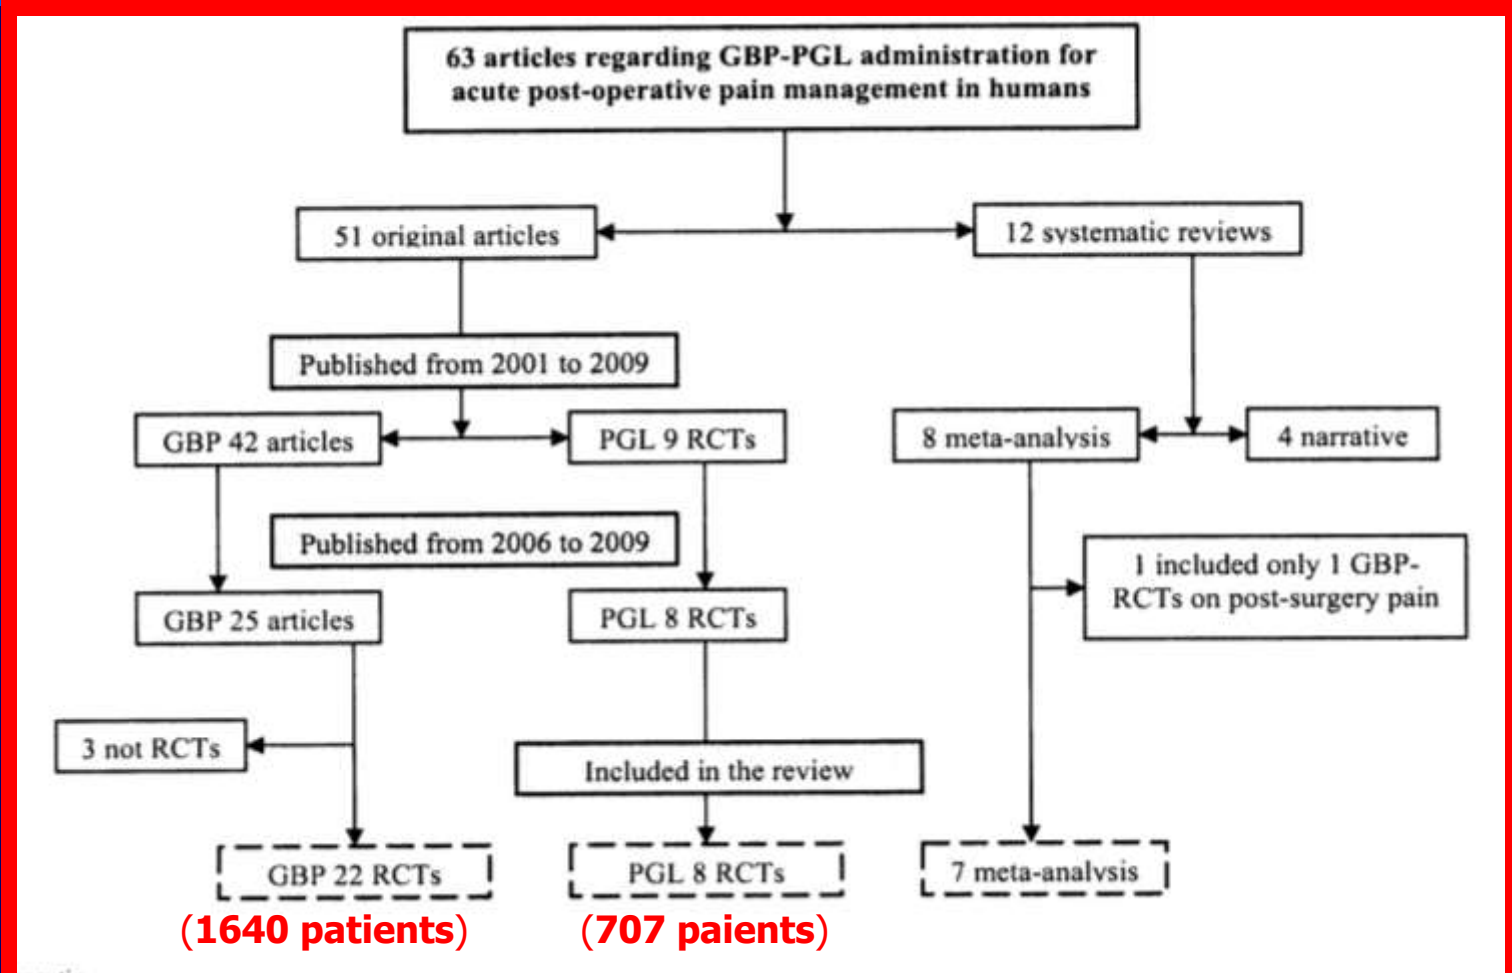 63 articles regarding GBP-PGL administration for
acute post-operative pain management in humans
51 original articles
12 systematic reviews
Published from 2001 to 2009
GBP 42 articles
PGL 9 RCTs
8 meta-analysis
4 narrative
Published from 2006 to 2009
1 included only 1 GBP-
RCTs on post-surgery pain
GBP 25 articles
PGL 8 RCTs
3 not RCTs
Included in the review
GBP 22 RCTs
PGL 8 RCTs
7 meta-analysis
(1640 patients)
(707 paients)